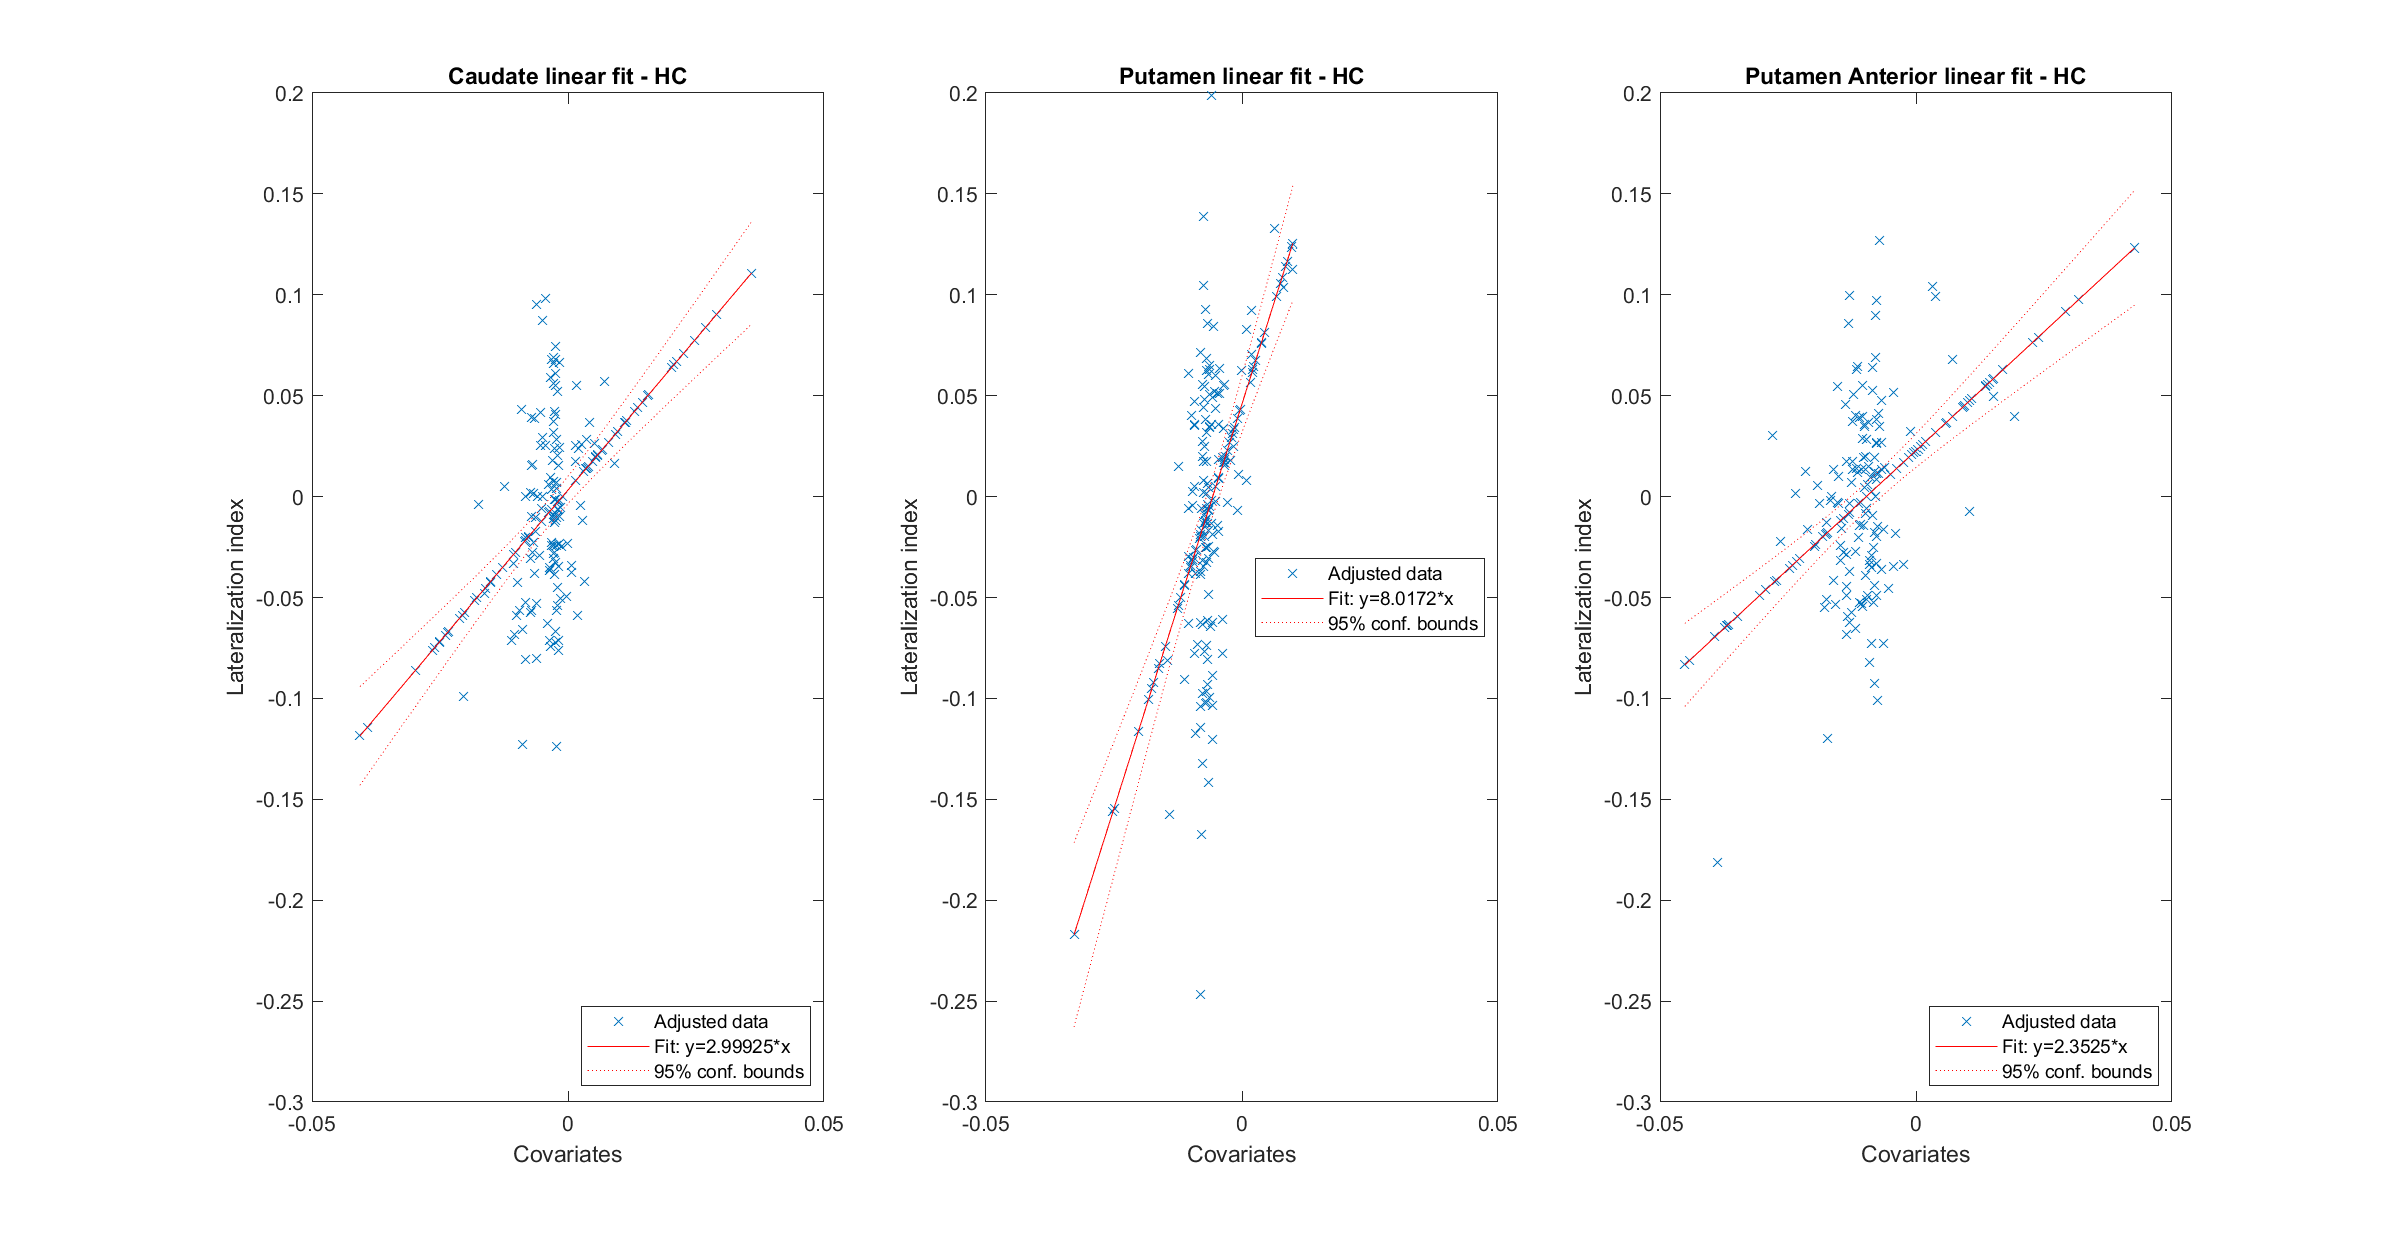 Caudate linear fit - HC
0.2
0.15
0.1
0.05
0
-0.05
-0.1
-0.15
-0.2
-0.25
-0.3
Lateralization index
-0.05 0 0.05
Covariates
Adjusted data
Fit: y=2.99925*x
95% conf. bounds
Putamen linear fit - HC
0.2
0.15
0.1
0.05
0
-0.05
-0.1
-0.15
-0.2
-0.25
-0.3
Lateralization index
-0.05 0 0.05
Covariates
Adjusted data
Fit: y=8.0172*x
95% conf. bounds
Putamen Anterior linear fit - HC
0.2
0.15
0.1
0.05
0
-0.05
-0.1
-0.15
-0.2
-0.25
-0.3
Lateralization index
-0.05 0 0.05
Covariates
Adjusted data
Fit: y=2.3525*x
95% conf. bounds